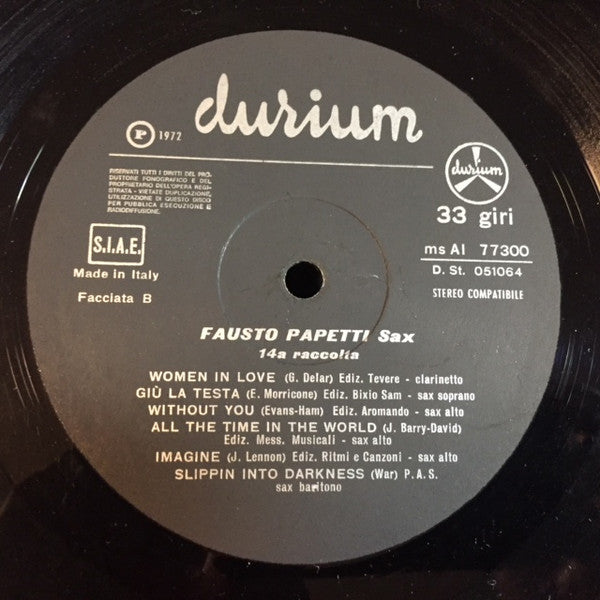 durium
P 1972
RISERVATI TUTTI I DIRITTI DEL PRO-
DUTTORE FONOGRAFICO E DEL
PROPRIETARIO DELL'OPERA REGI-
STRATA - VIETATE DUPLICAZIONE,
UTILIZZAZIONE DI QUESTO DISCO
PER PUBBLICA ESECUZIONE E
RADIODIFFUSIONE.
durium
33 giri
S.I.A.E.
ms AI 77300
Made in Italy
D. St. 051064
Facciata B
STEREO COMPATIBILE
FAUSTO PAPETTI Sax
14a raccolta
WOMEN IN LOVE (G. Delar) Ediz. Tevere - clarinetto
GIÙ LA TESTA (E. Morricone) Ediz. Bixio Sam - sax soprano
WITHOUT YOU (Evans-Ham) Ediz. Aromando - sax alto
ALL THE TIME IN THE WORLD (J. Barry-David)
Ediz. Mess. Musicali - sax alto
IMAGINE (J. Lennon) Ediz. Ritmi e Canzoni - sax alto
SLIPPIN INTO DARKNESS (War) P.A.S.
sax baritono